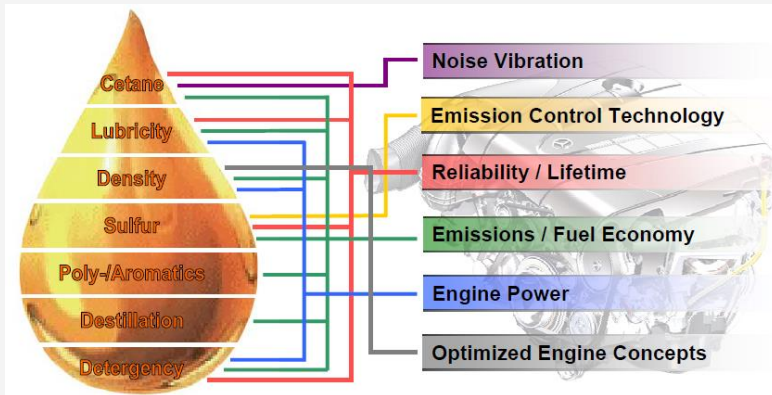 Cetane
Lubricity
Density
Sulfur
Poly-/Aromatics
Destillation
Detergency
Noise Vibration
Emission Control Technology
Reliability / Lifetime
Emissions / Fuel Economy
Engine Power
Optimized Engine Concepts